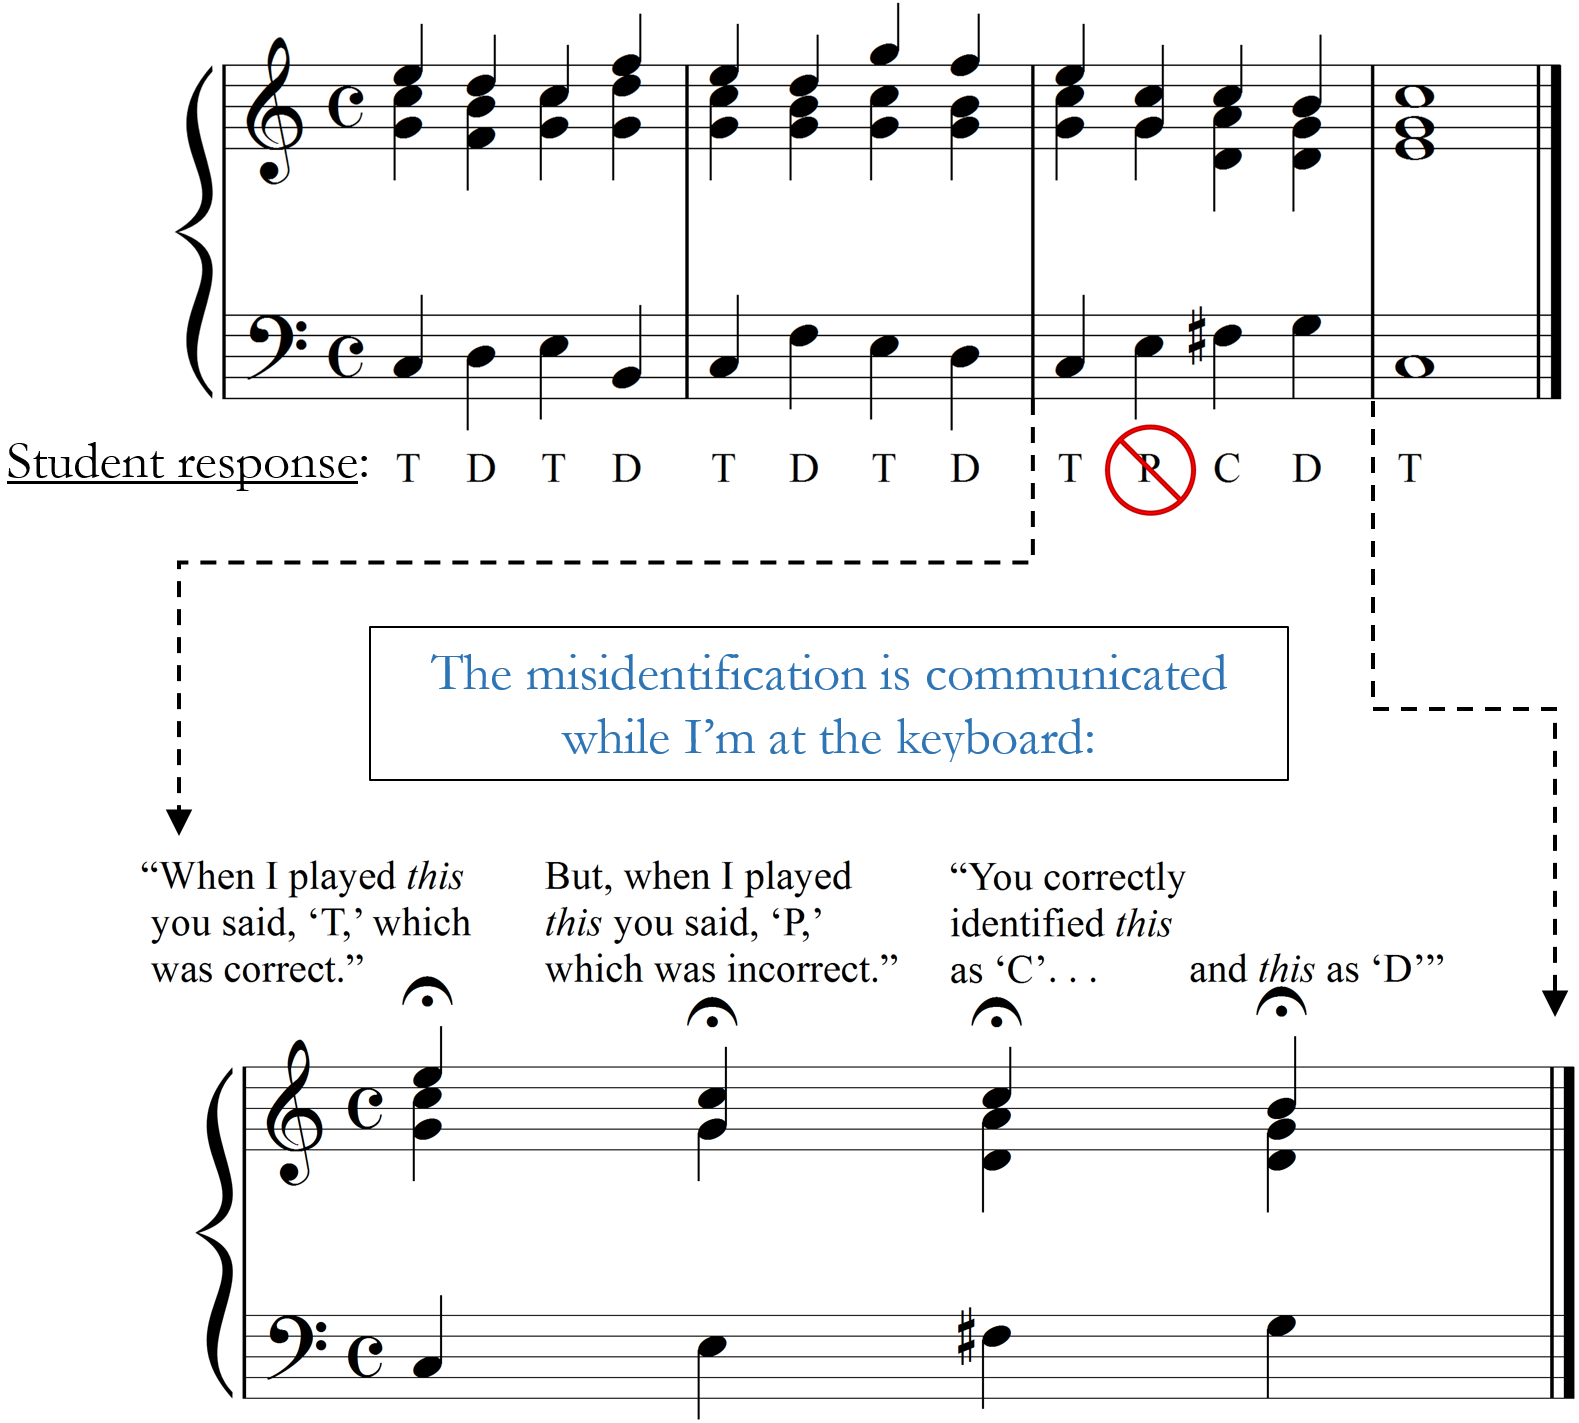 Student response: T D T D T D T D T P C D T
The misidentification is communicated
while I’m at the keyboard:
“When I played this
you said, ‘T,’ which
was correct.”
But, when I played
this you said, ‘P,’
which was incorrect.”
“You correctly
identified this
as ‘C’. . .
and this as ‘D’”